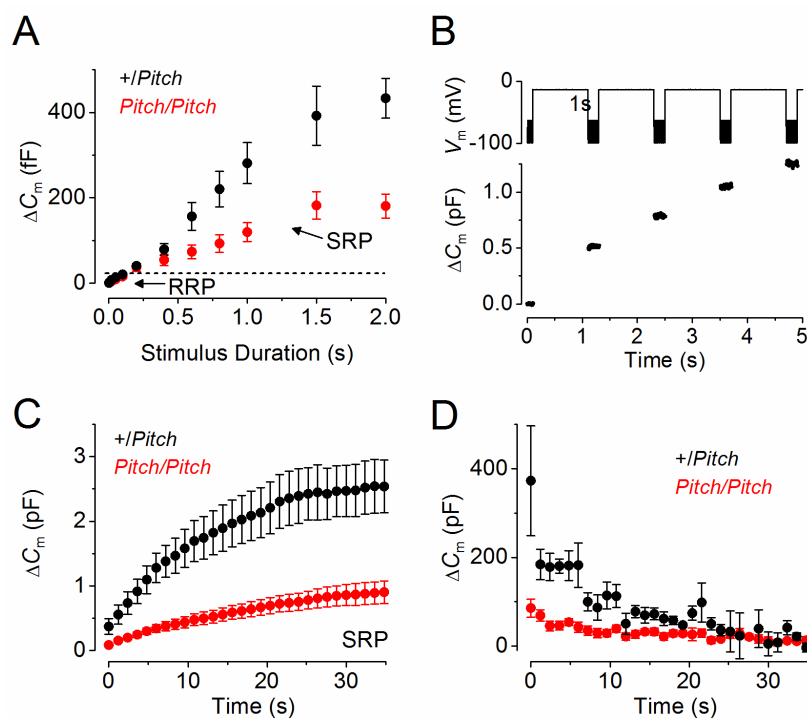 A
+/Pitch
Pitch/Pitch
ΔCm (fF)
400
200
0
SRP
RRP
0.0 0.5 1.0 1.5 2.0
Stimulus Duration (s)
B
Vm (mV)
0
-100
1s
ΔCm (pF)
1.0
0.5
0.0
0 1 2 3 4 5
Time (s)
C
+/Pitch
Pitch/Pitch
ΔCm (pF)
3
2
1
0
SRP
0 10 20 30
Time (s)
D
+/Pitch
Pitch/Pitch
ΔCm (pF)
400
200
0
0 10 20 30
Time (s)